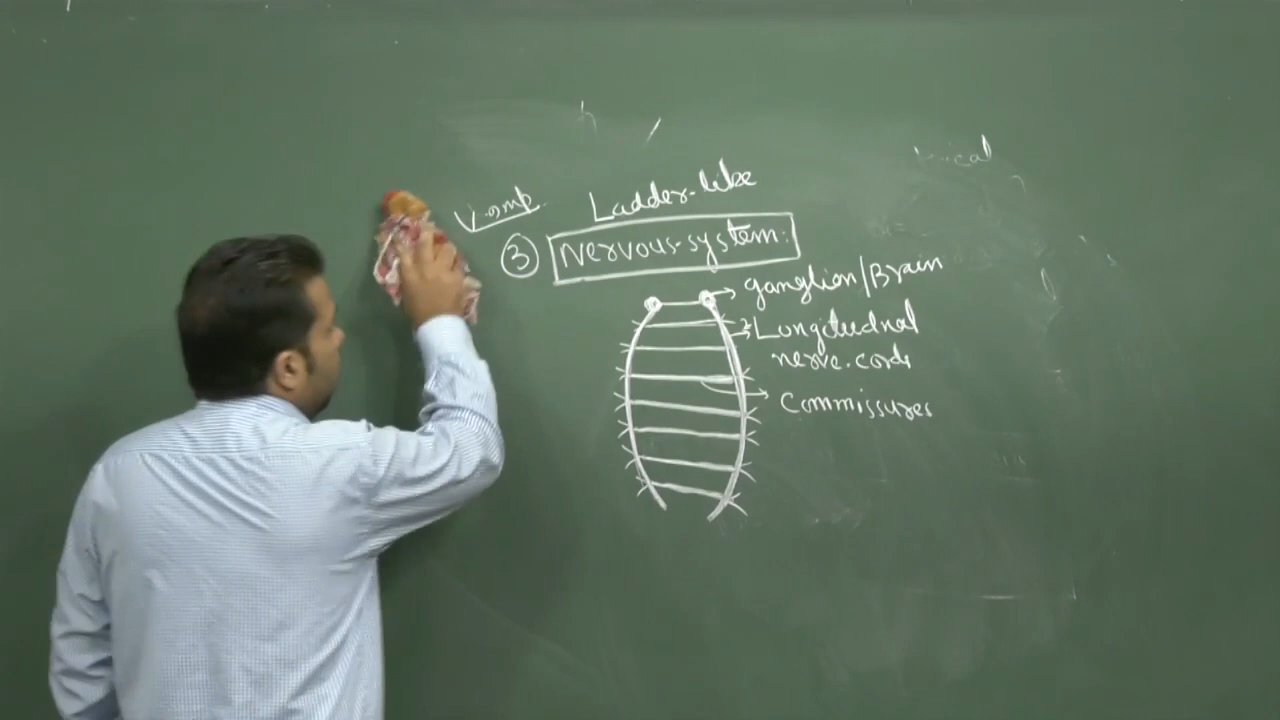 V.imp.
Ladder-like
③ Nervous-system:
ganglion/Brain
Longitudnal
nerve.cords
Commissures